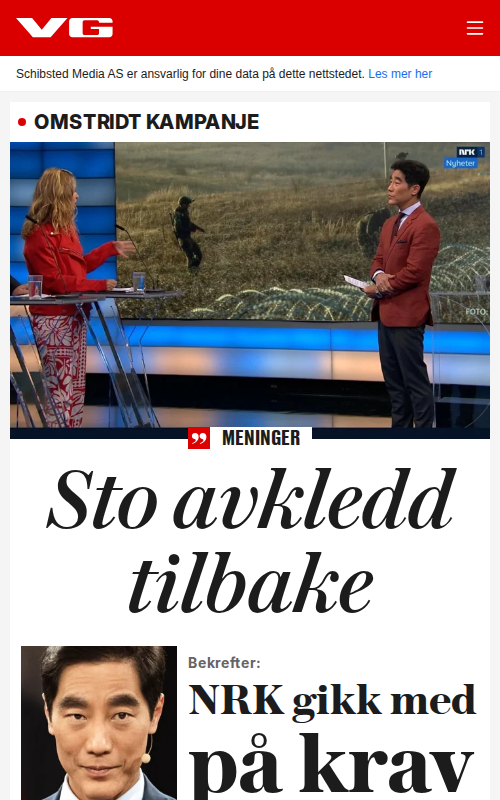 VG
Schibsted Media AS er ansvarlig for dine data på dette nettstedet. Les mer her
OMSTRIDT KAMPANJE
NRK 1
Nyheter
FOTO:
MENINGER
Sto avkledd
tilbake
Bekrefter:
NRK gikk med
på krav